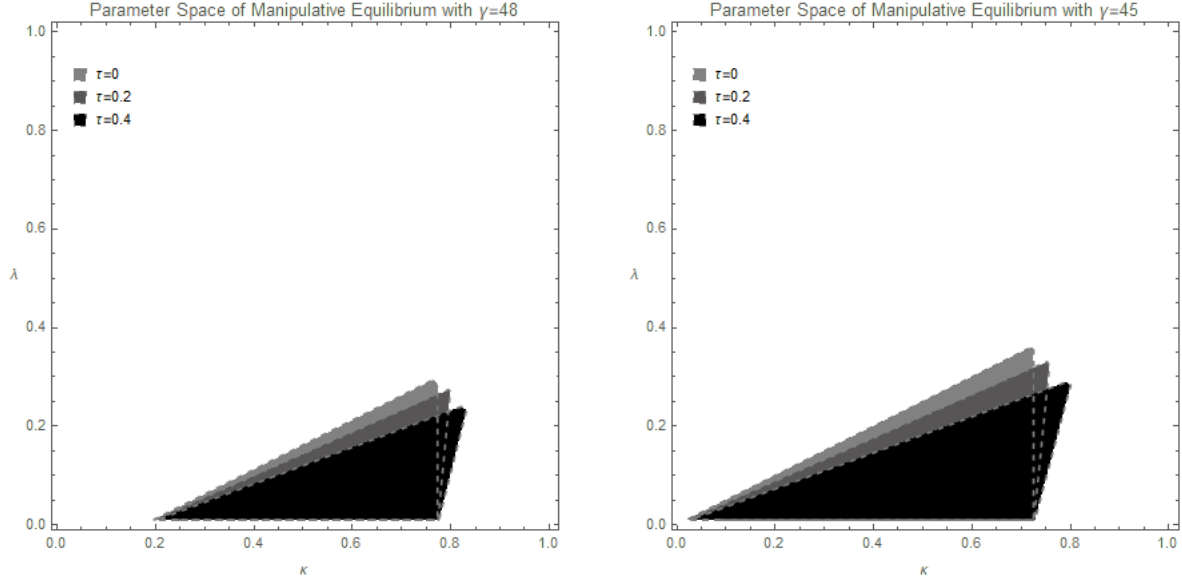 Parameter Space of Manipulative Equilibrium with γ=48
1.0
τ=0
τ=0.2
τ=0.4
0.8
0.6
λ
0.4
0.2
0.0
0.0 0.2 0.4 0.6 0.8 1.0
κ
Parameter Space of Manipulative Equilibrium with γ=45
1.0
τ=0
τ=0.2
τ=0.4
0.8
0.6
λ
0.4
0.2
0.0
0.0 0.2 0.4 0.6 0.8 1.0
κ